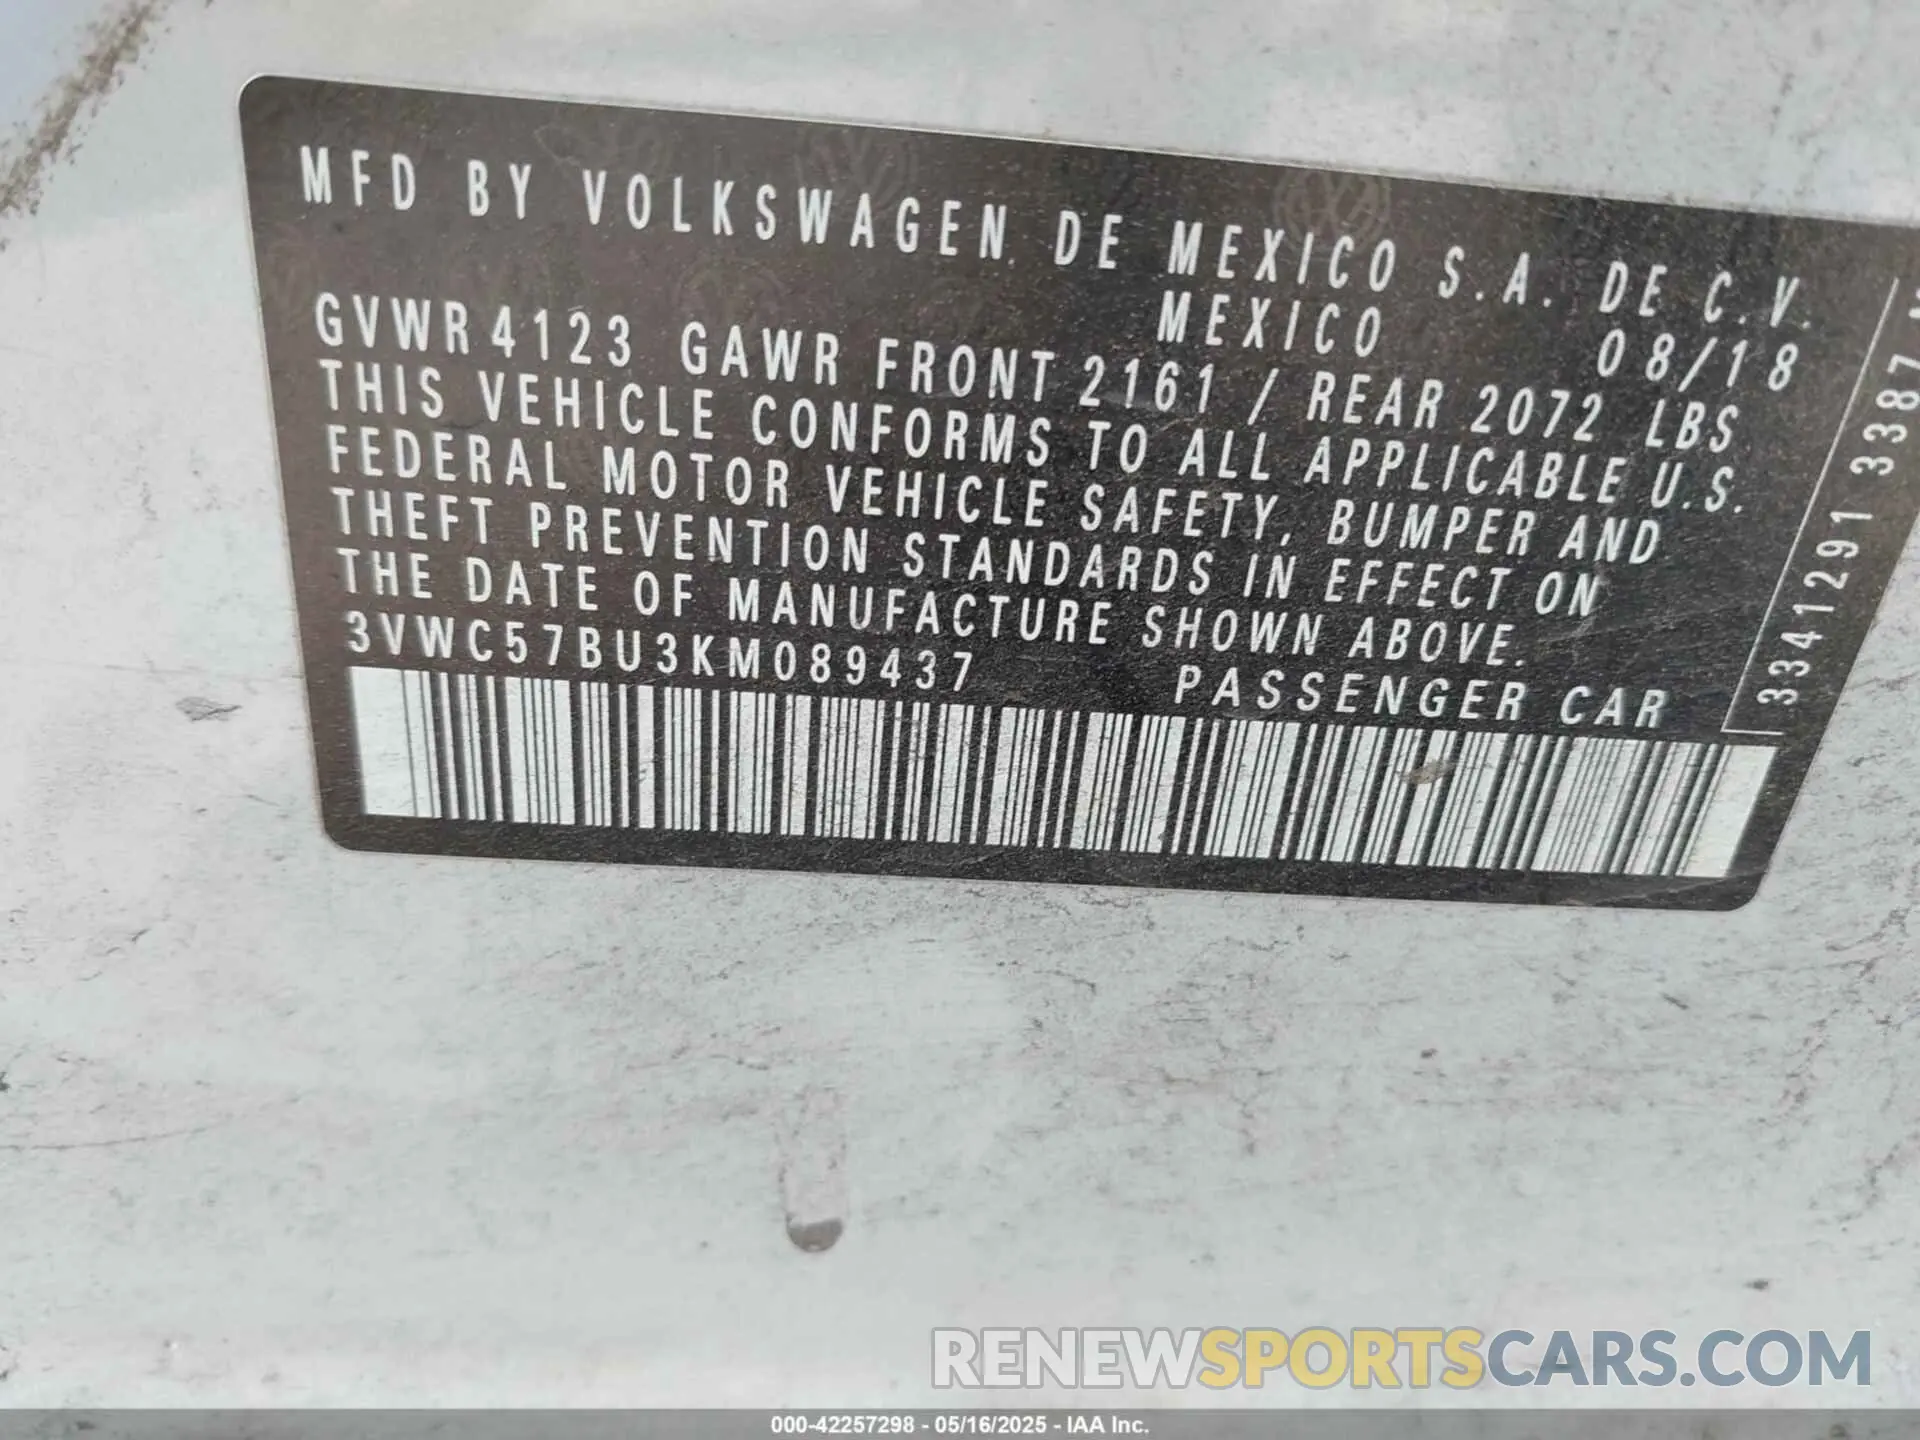 MFD BY VOLKSWAGEN DE MEXICO S.A. DE C.V.
MEXICO 08/18
GVWR 4123 GAWR FRONT 2161 / REAR 2072 LBS
THIS VEHICLE CONFORMS TO ALL APPLICABLE U.S.
FEDERAL MOTOR VEHICLE SAFETY, BUMPER AND
THEFT PREVENTION STANDARDS IN EFFECT ON
THE DATE OF MANUFACTURE SHOWN ABOVE.
3VWC57BU3KM089437 PASSENGER CAR
3341291 3387
RENEWSPORTSCARS.COM
000-42257298 - 05/16/2025 - IAA Inc.